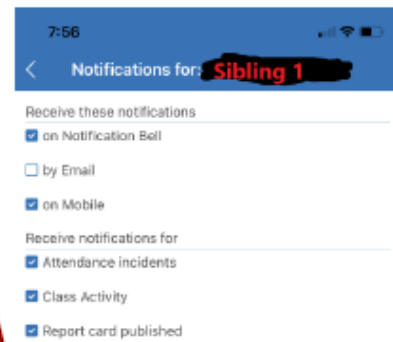 7:56
Notifications for: Sibling 1
Receive these notifications
on Notification Bell
by Email
on Mobile
Receive notifications for
Attendance incidents
Class Activity
Report card published